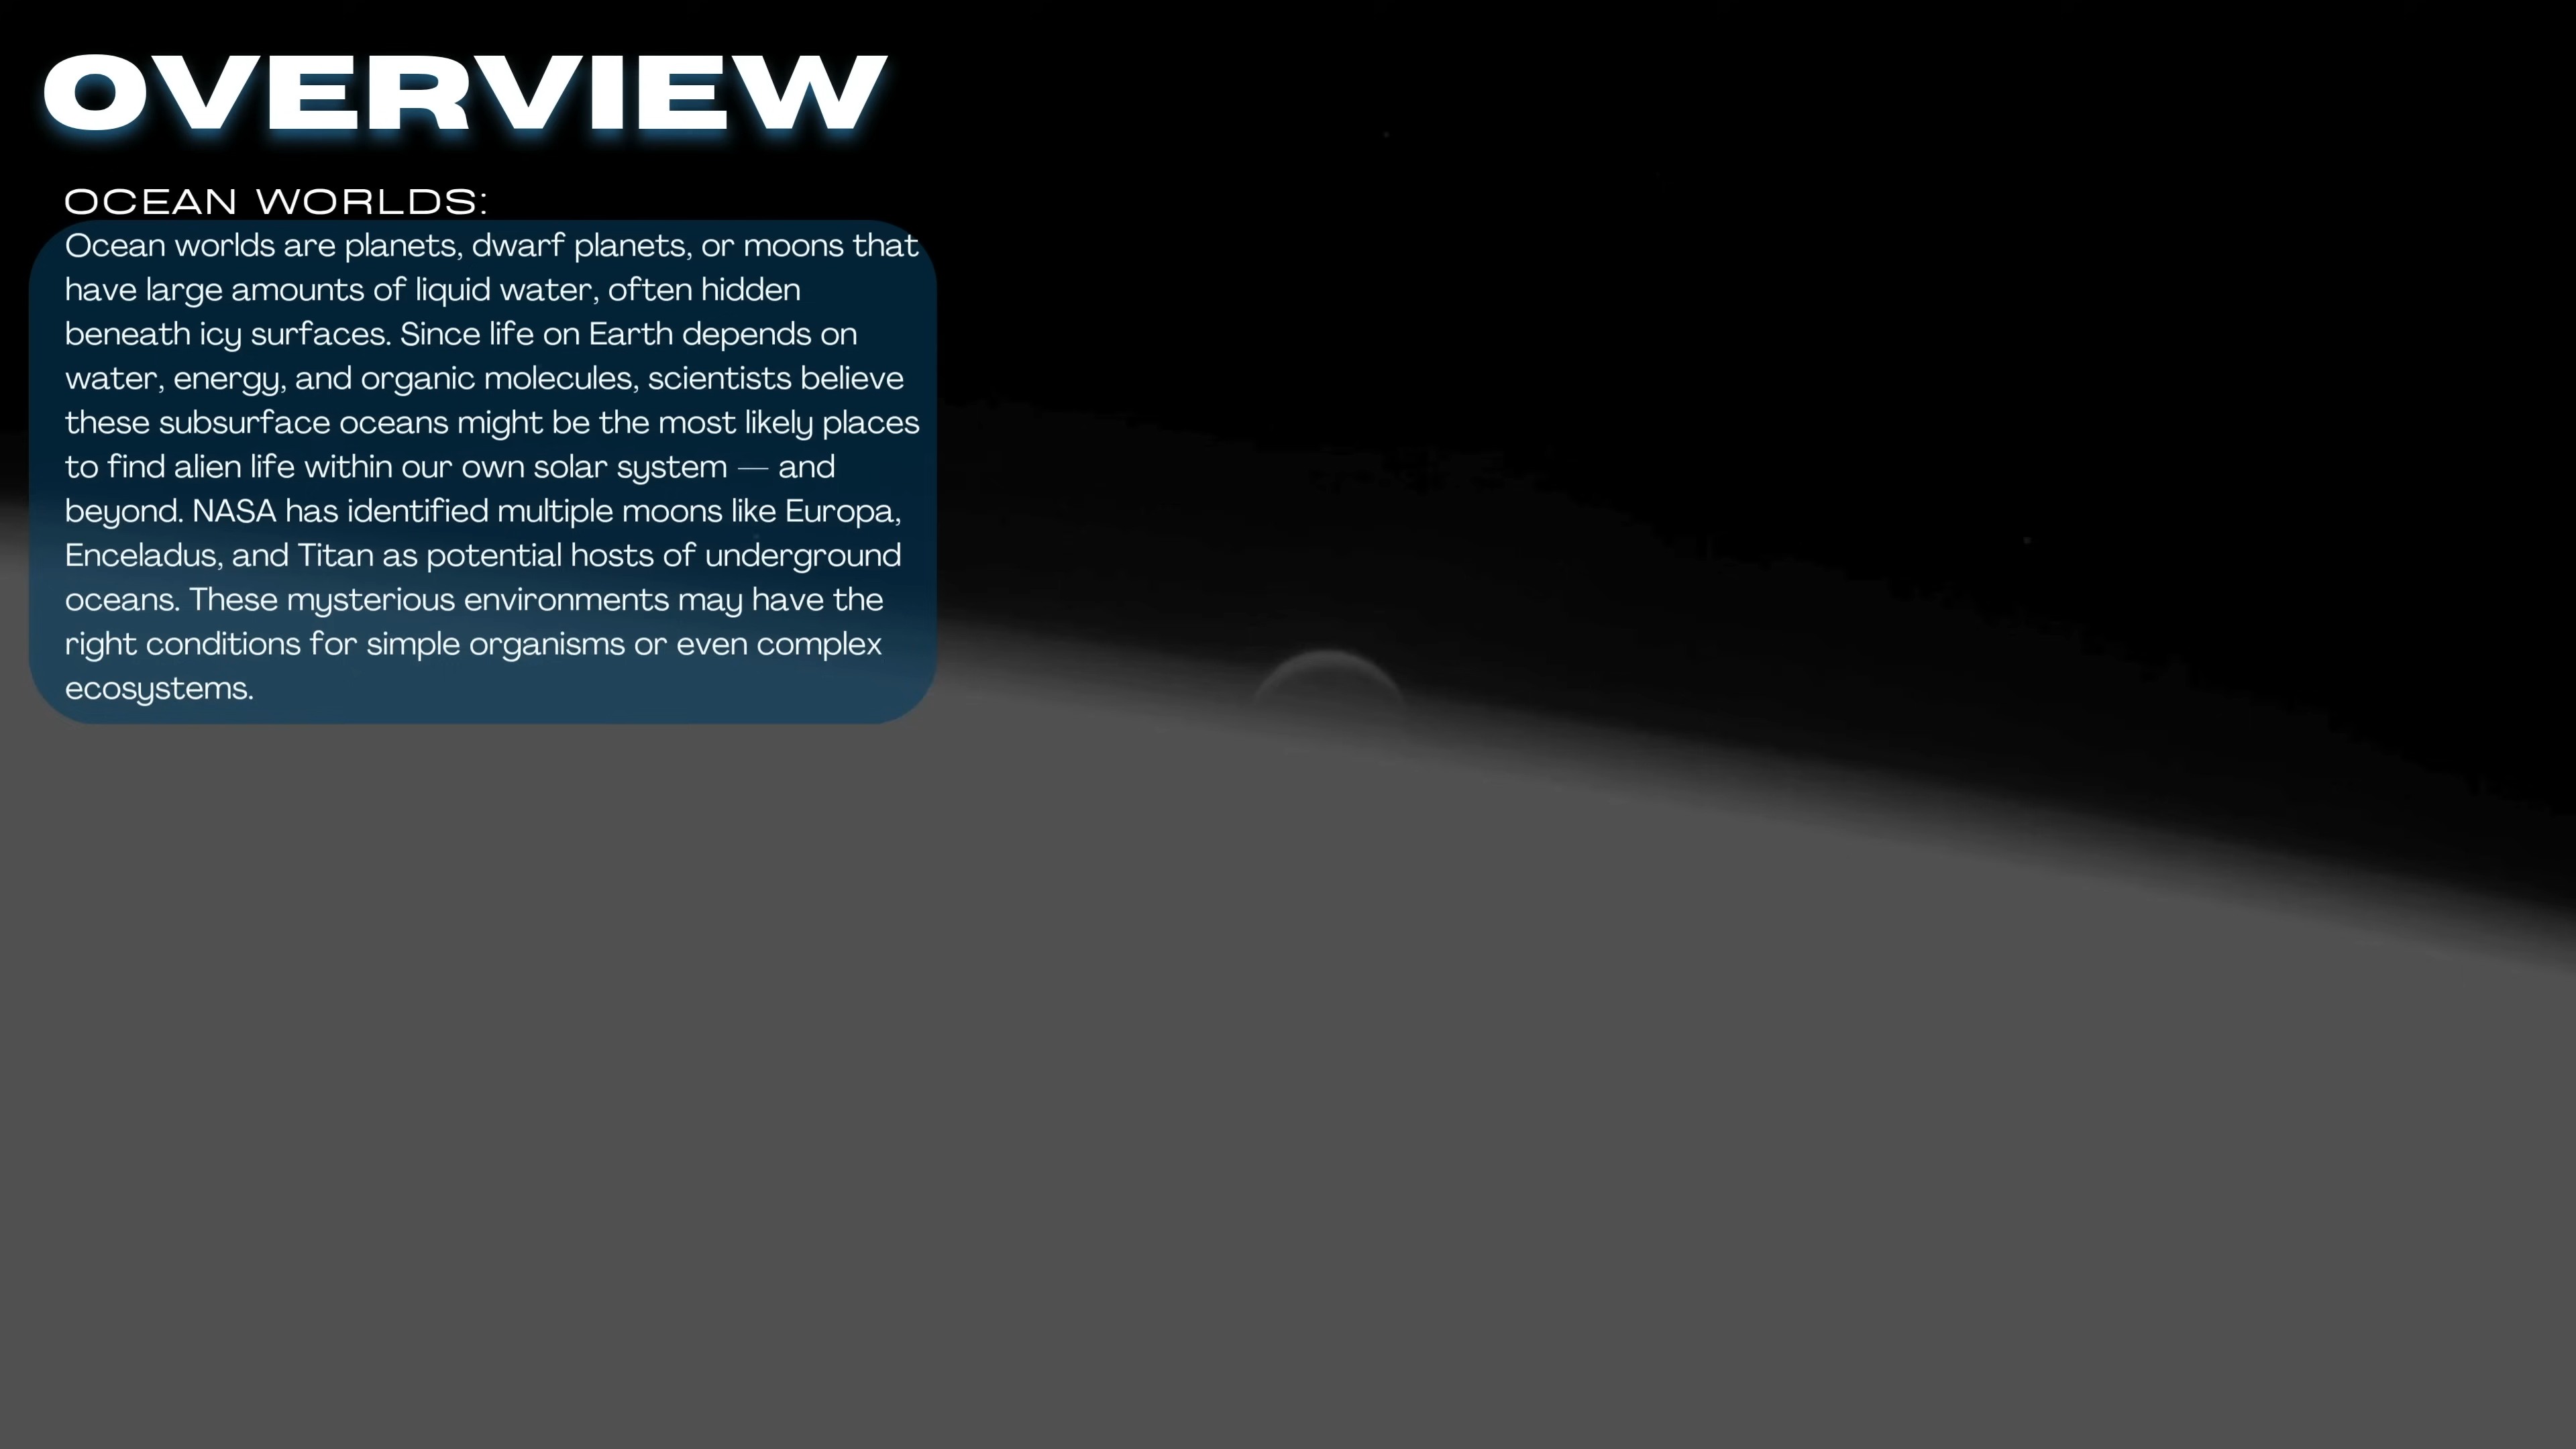 OVERVIEW
OCEAN WORLDS:
Ocean worlds are planets, dwarf planets, or moons that
have large amounts of liquid water, often hidden
beneath icy surfaces. Since life on Earth depends on
water, energy, and organic molecules, scientists believe
these subsurface oceans might be the most likely places
to find alien life within our own solar system — and
beyond. NASA has identified multiple moons like Europa,
Enceladus, and Titan as potential hosts of underground
oceans. These mysterious environments may have the
right conditions for simple organisms or even complex
ecosystems.